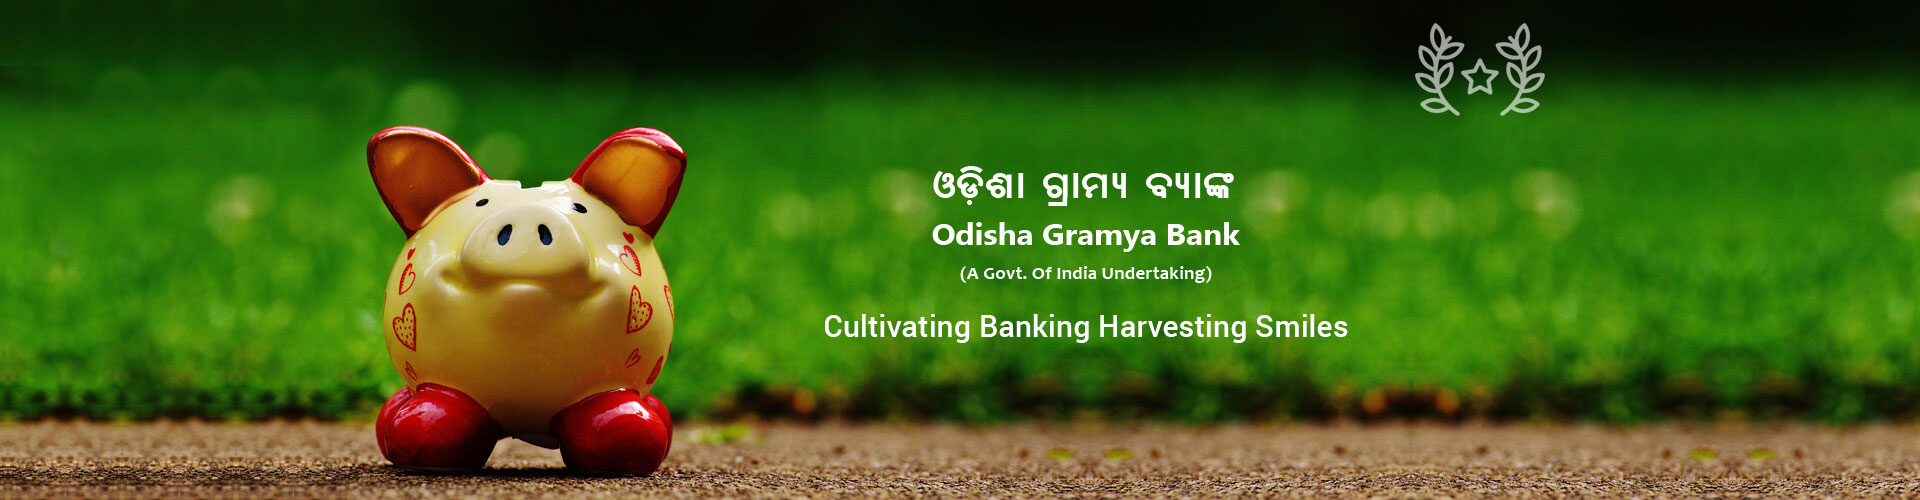 ଓଡ଼ିଶା ଗ୍ରାମ୍ୟ ବ୍ୟାଙ୍କ
Odisha Gramya Bank
(A Govt. Of India Undertaking)
Cultivating Banking Harvesting Smiles